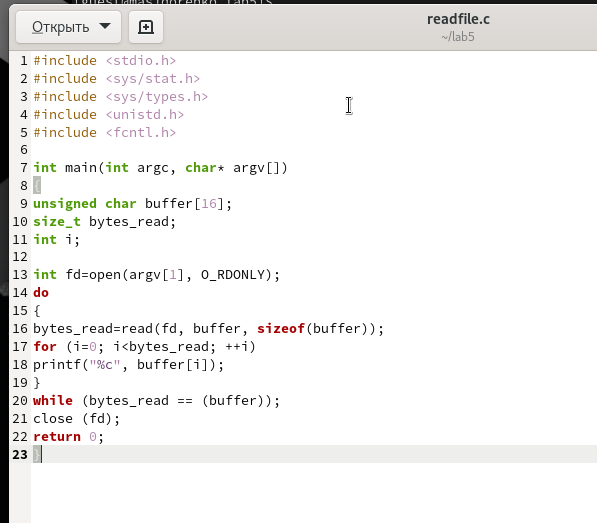 Открыть
readfile.c
~/lab5
1 #include <stdio.h>
2 #include <sys/stat.h>
3 #include <sys/types.h>
4 #include <unistd.h>
5 #include <fcntl.h>
6
7 int main(int argc, char* argv[])
8 {
9 unsigned char buffer[16];
10 size_t bytes_read;
11 int i;
12
13 int fd=open(argv[1], O_RDONLY);
14 do
15 {
16 bytes_read=read(fd, buffer, sizeof(buffer));
17 for (i=0; i<bytes_read; ++i)
18 printf("%c", buffer[i]);
19 }
20 while (bytes_read == (buffer));
21 close (fd);
22 return 0;
23 }